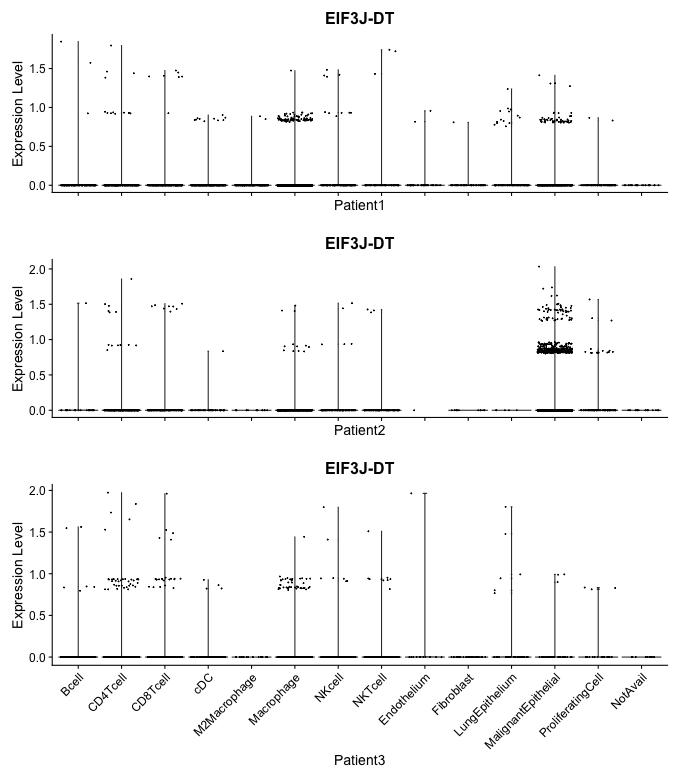 EIF3J-DT
Expression Level
1.5
1.0
0.5
0.0
Patient1
EIF3J-DT
Expression Level
2.0
1.5
1.0
0.5
0.0
Patient2
EIF3J-DT
Expression Level
2.0
1.5
1.0
0.5
0.0
Bcell
CD4Tcell
CD8Tcell
cDC
M2Macrophage
Macrophage
NKcell
NKTcell
Endothelium
Fibroblast
LungEpithelium
MalignantEpithelial
ProliferatingCell
NotAvail
Patient3